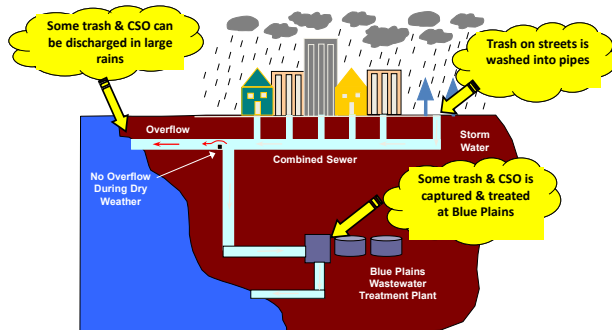 Some trash & CSO can
be discharged in large
rains
Trash on streets is
washed into pipes
Overflow
Storm
Water
Combined Sewer
No Overflow
During Dry
Weather
Some trash & CSO is
captured & treated
at Blue Plains
Blue Plains
Wastewater
Treatment Plant